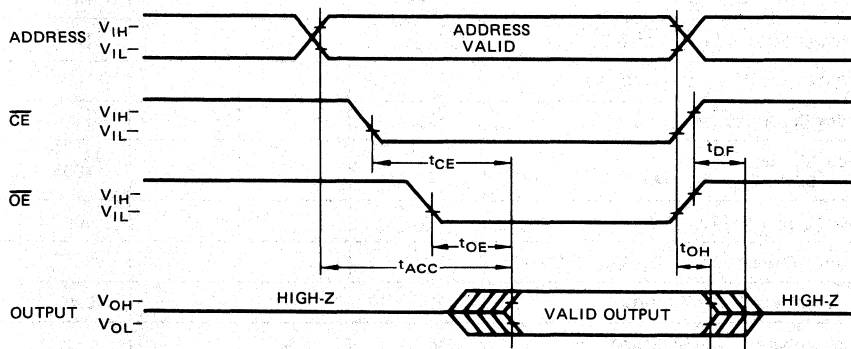 ADDRESS VIH– ADDRESS
VIL– VALID
CE VIH–
VIL–
tDF
tCE
OE VIH–
VIL–
tOE tOH
tACC
HIGH-Z
OUTPUT VOH– VALID OUTPUT HIGH-Z
VOL–